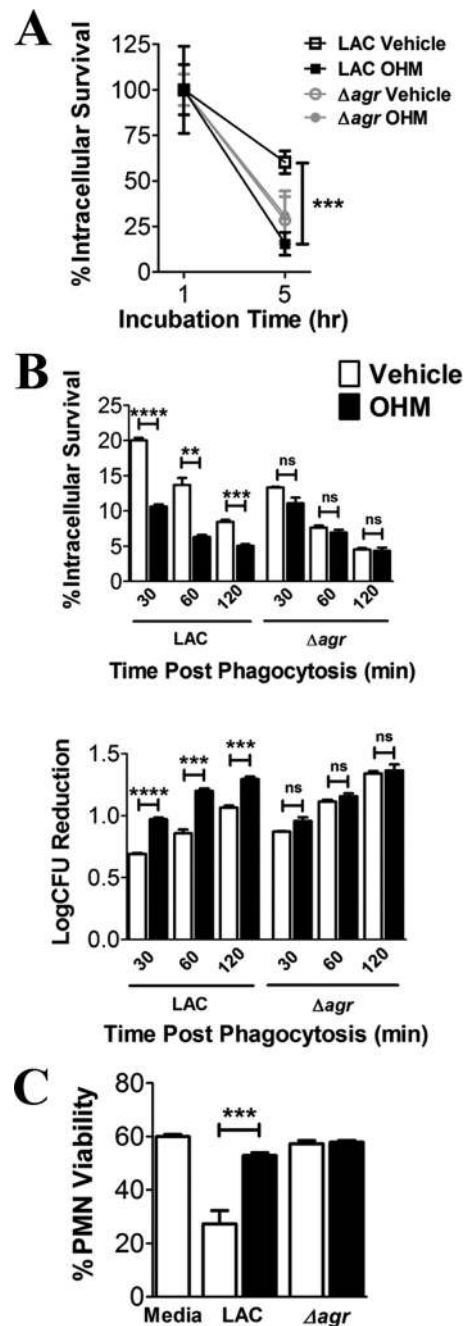 A
% Intracellular Survival
125
100
75
50
25
0
1 5
Incubation Time (hr)
LAC Vehicle
LAC OHM
Δagr Vehicle
Δagr OHM
***
B
Vehicle
OHM
% Intracellular Survival
25
20
15
10
5
0
**** ** *** ns ns ns
30 60 120 30 60 120
LAC Δagr
Time Post Phagocytosis (min)
LogCFU Reduction
1.5
1.0
0.5
0.0
**** *** *** ns ns ns
30 60 120 30 60 120
LAC Δagr
Time Post Phagocytosis (min)
C
% PMN Viability
80
60
40
20
0
***
Media LAC Δagr